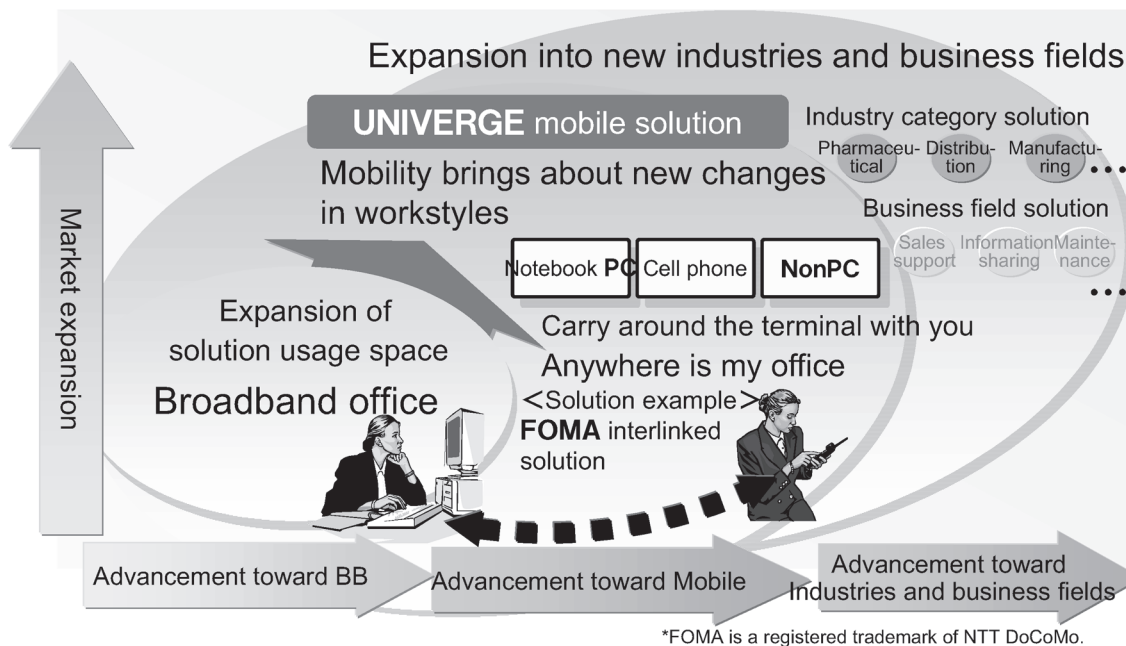 Expansion into new industries and business fields
UNIVERGE mobile solution
Industry category solution
Pharmaceu-
tical
Distribu-
tion
Manufactu-
ring
•••
Mobility brings about new changes
in workstyles
Business field solution
Sales
support
Information
sharing
Mainte-
nance
•••
Notebook PC
Cell phone
NonPC
Market expansion
Expansion of
solution usage space
Broadband office
Carry around the terminal with you
Anywhere is my office
<Solution example>
FOMA interlinked
solution
Advancement toward BB
Advancement toward Mobile
Advancement toward
Industries and business fields
*FOMA is a registered trademark of NTT DoCoMo.